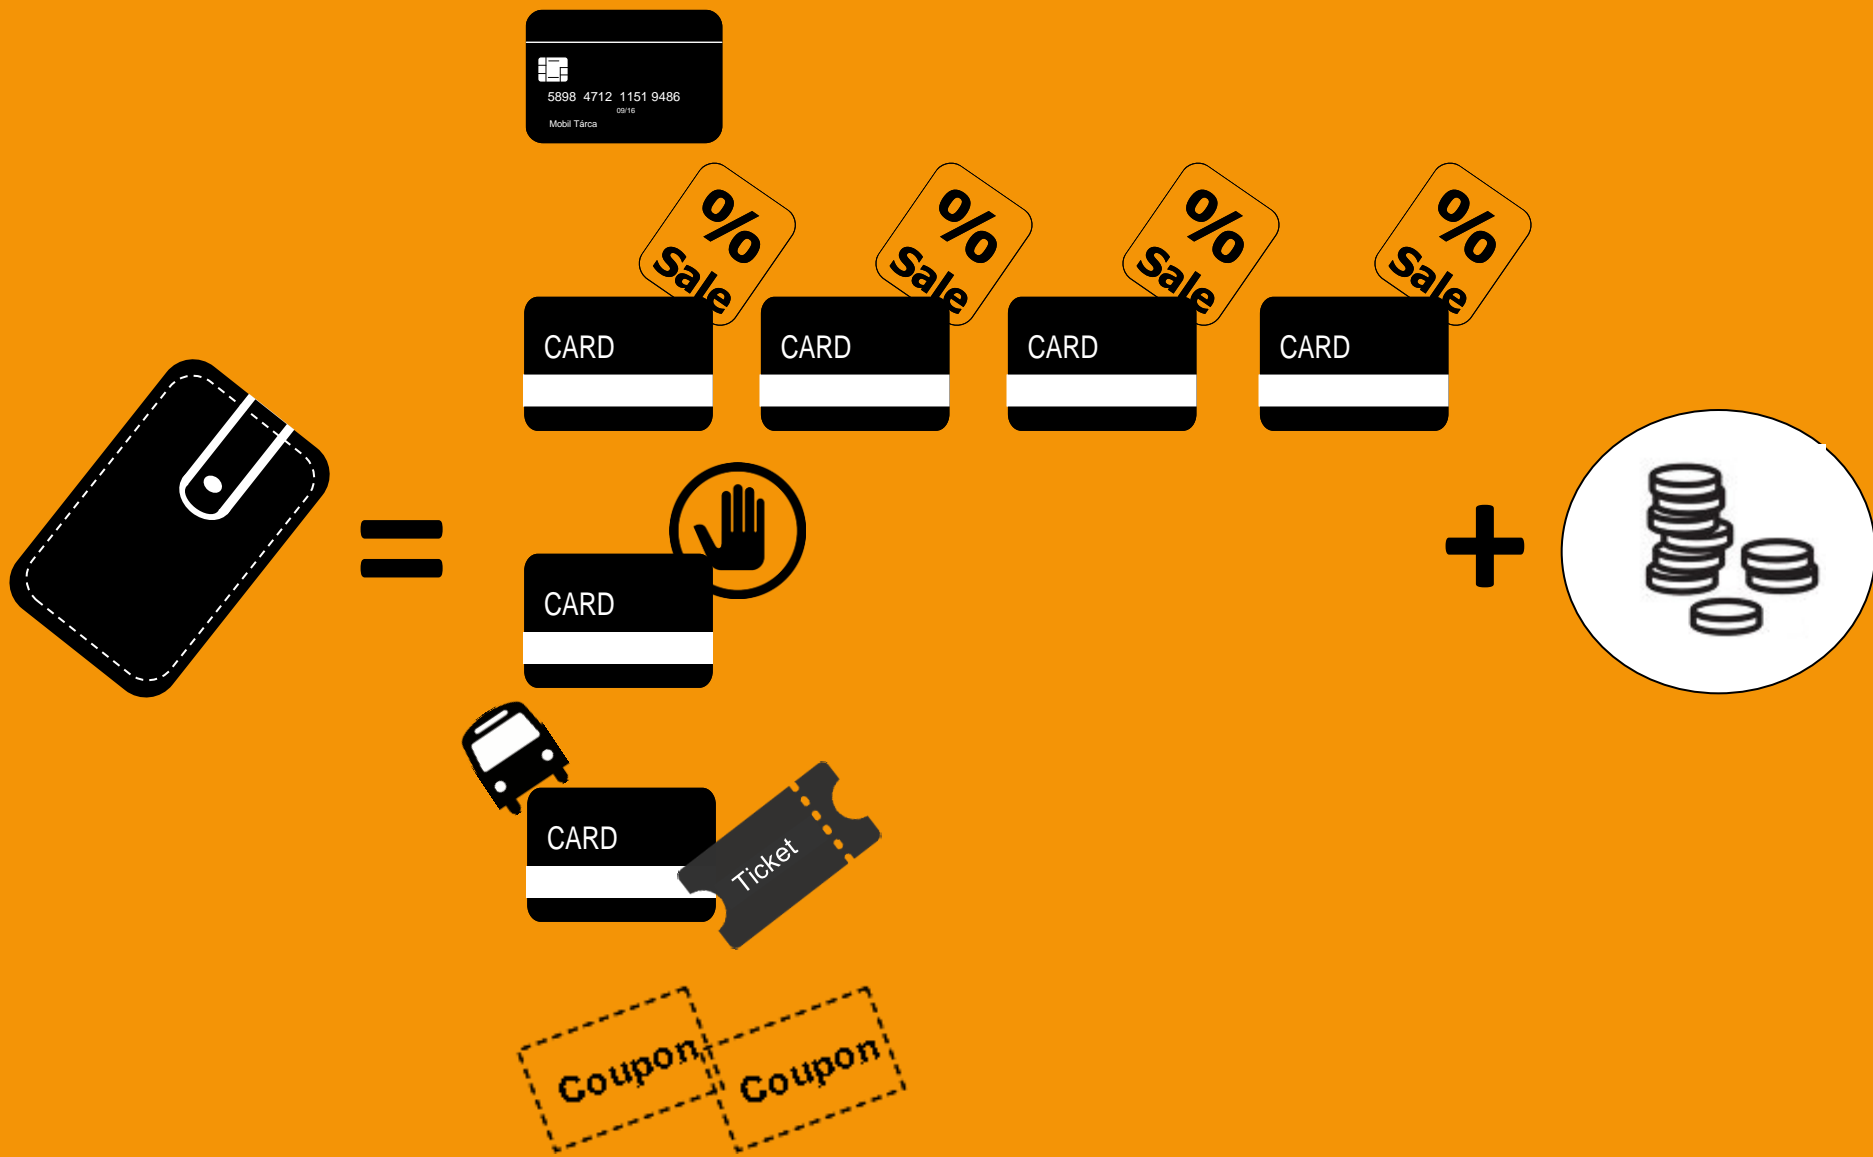 5898 4712 1151 9486
09/16
Mobil Tárca
%
Sale
%
Sale
%
Sale
%
Sale
CARD
CARD
CARD
CARD
CARD
CARD
Ticket
Coupon
Coupon